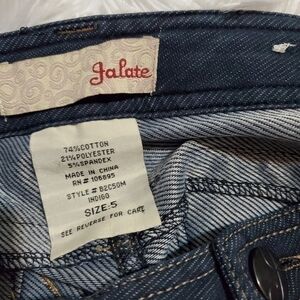 Jalate
74%COTTON
21%POLYESTER
5%SPANDEX
MADE IN CHINA
RN# 106895
STYLE# B2C50M
INDIGO
SIZE:5
SEE REVERSE FOR CARE